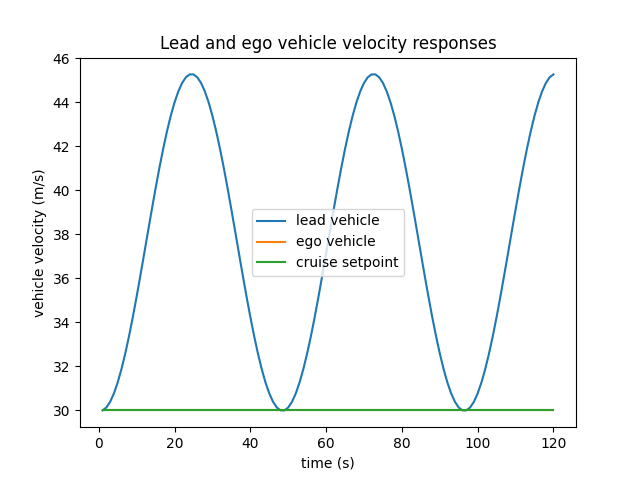 Lead and ego vehicle velocity responses
vehicle velocity (m/s)
46
44
42
40
38
36
34
32
30
lead vehicle
ego vehicle
cruise setpoint
0 20 40 60 80 100 120
time (s)